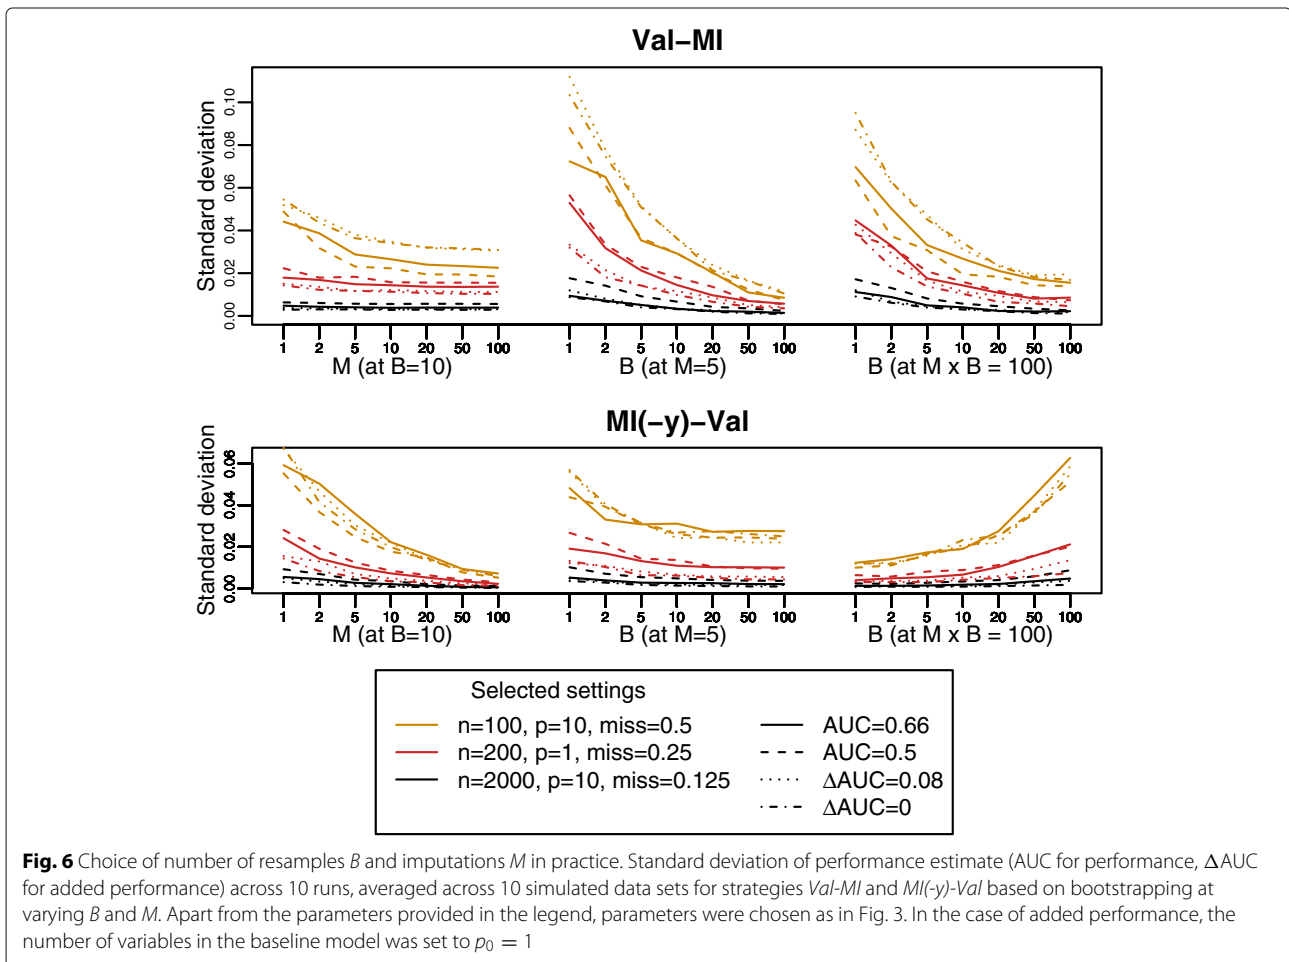 Val−MI
Standard deviation
0.00 0.02 0.04 0.06 0.08 0.10
1 2 5 10 20 50 100 1 2 5 10 20 50 100 1 2 5 10 20 50 100
M (at B=10) B (at M=5) B (at M x B = 100)
MI(−y)−Val
Standard deviation
0.00 0.02 0.04 0.06
1 2 5 10 20 50 100 1 2 5 10 20 50 100 1 2 5 10 20 50 100
M (at B=10) B (at M=5) B (at M x B = 100)
Selected settings
n=100, p=10, miss=0.5 AUC=0.66
n=200, p=1, miss=0.25 AUC=0.5
n=2000, p=10, miss=0.125 ΔAUC=0.08
ΔAUC=0
Fig. 6 Choice of number of resamples B and imputations M in practice. Standard deviation of performance estimate (AUC for performance, ΔAUC
for added performance) across 10 runs, averaged across 10 simulated data sets for strategies Val-MI and MI(-y)-Val based on bootstrapping at
varying B and M. Apart from the parameters provided in the legend, parameters were chosen as in Fig. 3. In the case of added performance, the
number of variables in the baseline model was set to p₀ = 1